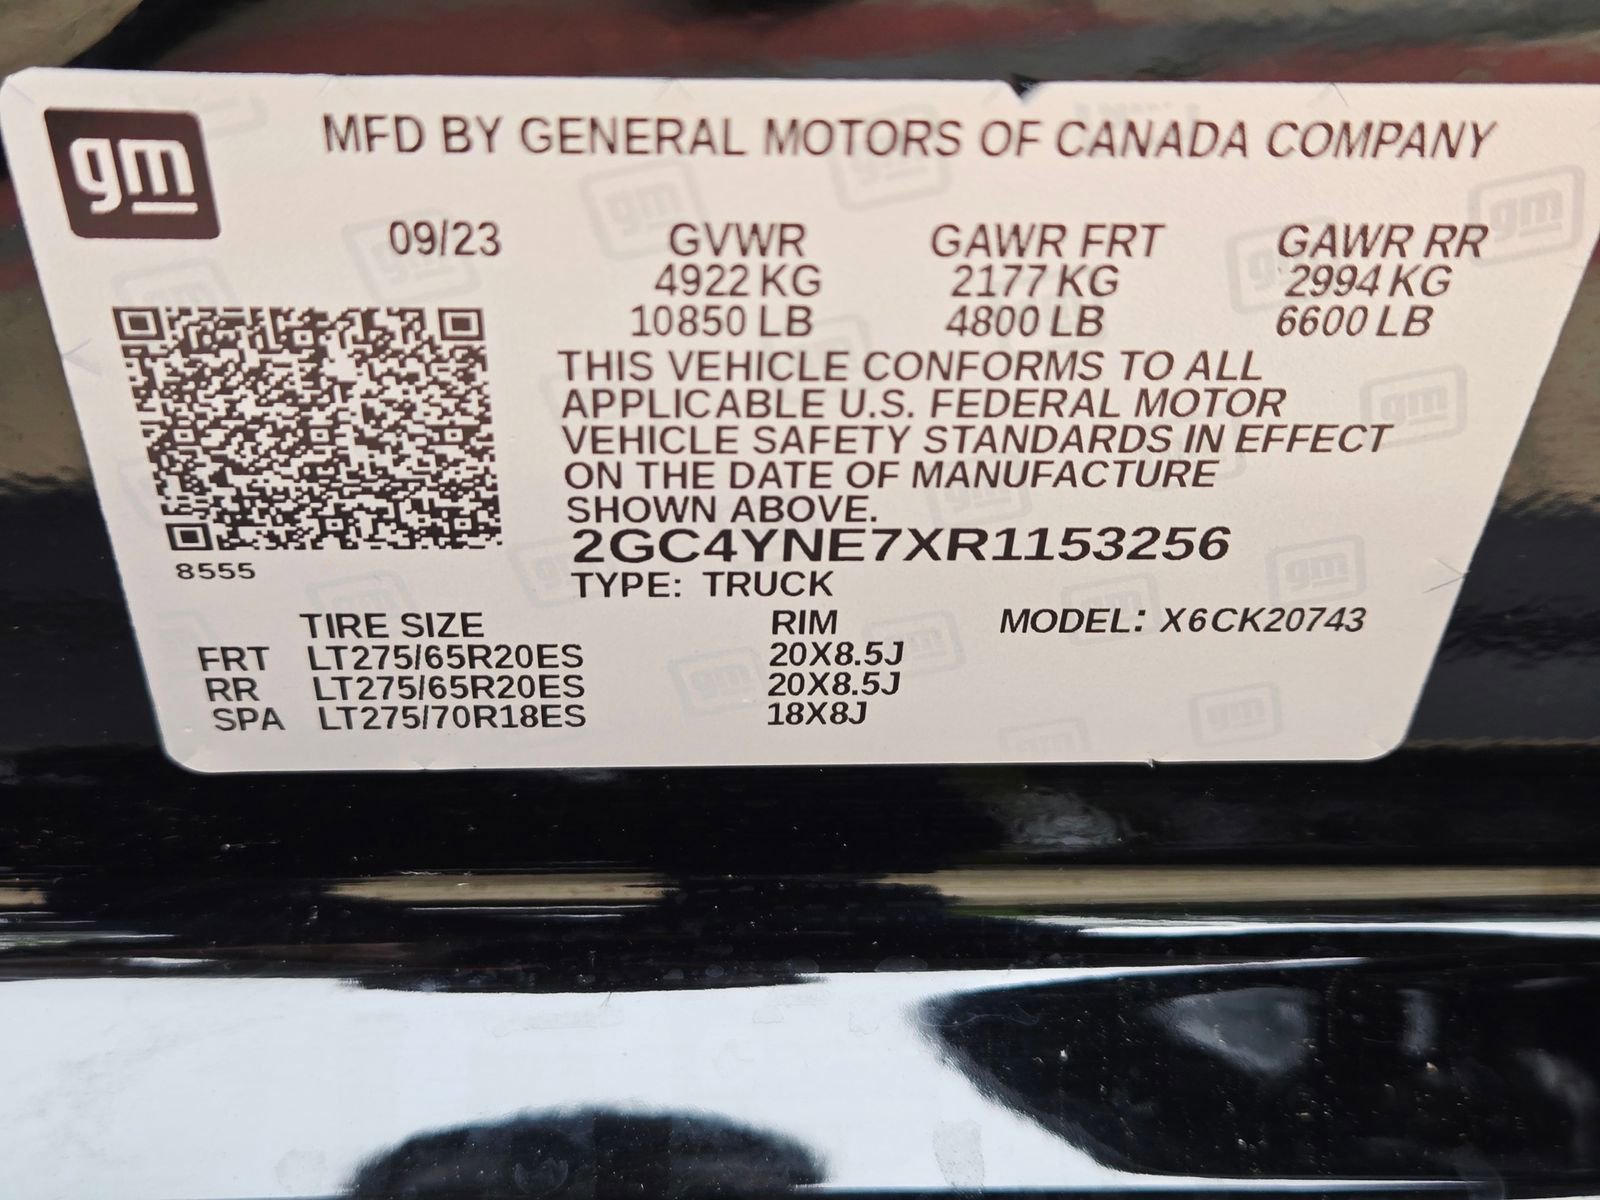 gm
MFD BY GENERAL MOTORS OF CANADA COMPANY
09/23 GVWR GAWR FRT GAWR RR
4922 KG 2177 KG 2994 KG
10850 LB 4800 LB 6600 LB
THIS VEHICLE CONFORMS TO ALL
APPLICABLE U.S. FEDERAL MOTOR
VEHICLE SAFETY STANDARDS IN EFFECT
ON THE DATE OF MANUFACTURE
SHOWN ABOVE.
2GC4YNE7XR1153256
8555
TYPE: TRUCK
TIRE SIZE RIM MODEL: X6CK20743
FRT LT275/65R20ES 20X8.5J
RR LT275/65R20ES 20X8.5J
SPA LT275/70R18ES 18X8J